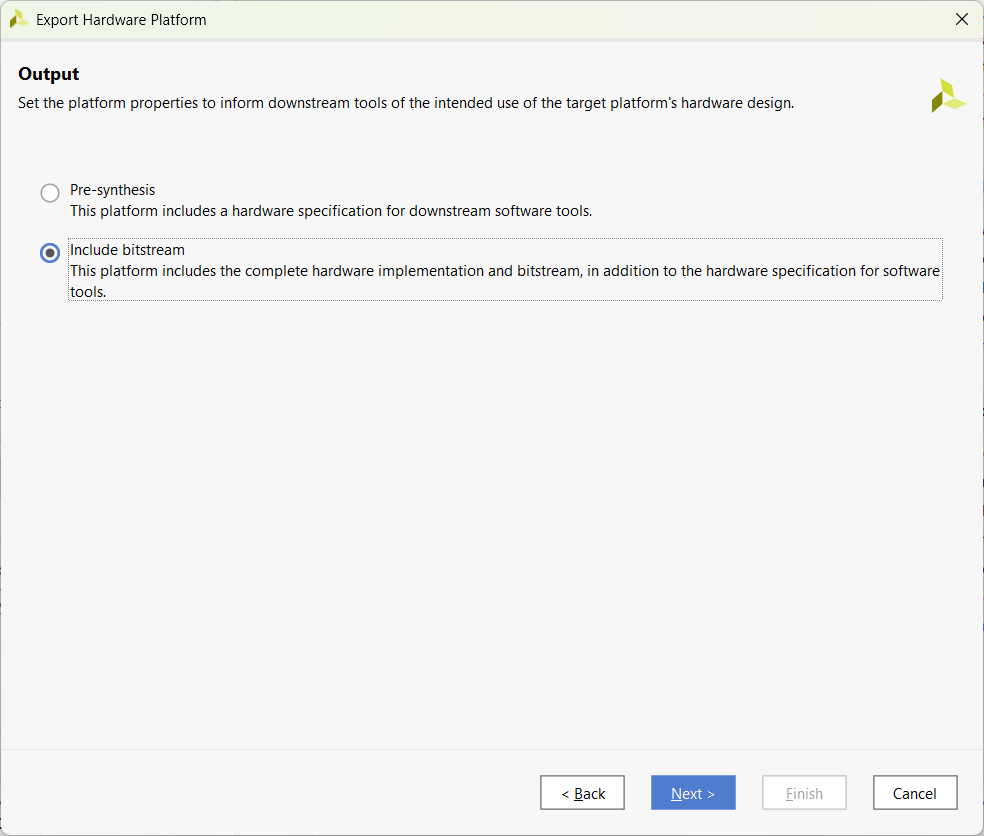 Export Hardware Platform
Output
Set the platform properties to inform downstream tools of the intended use of the target platform's hardware design.
Pre-synthesis
This platform includes a hardware specification for downstream software tools.
Include bitstream
This platform includes the complete hardware implementation and bitstream, in addition to the hardware specification for software
tools.
< Back Next > Finish Cancel